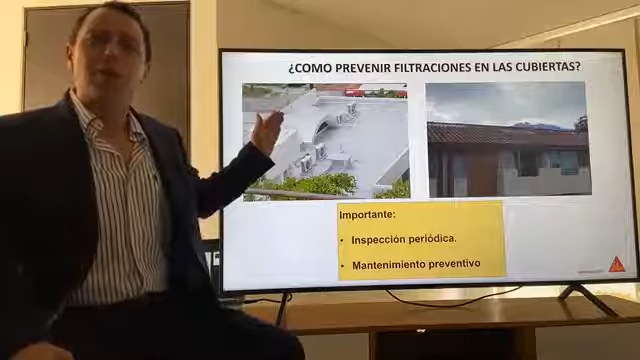 ¿COMO PREVENIR FILTRACIONES EN LAS CUBIERTAS?
Importante:
• Inspección periódica.
• Mantenimiento preventivo